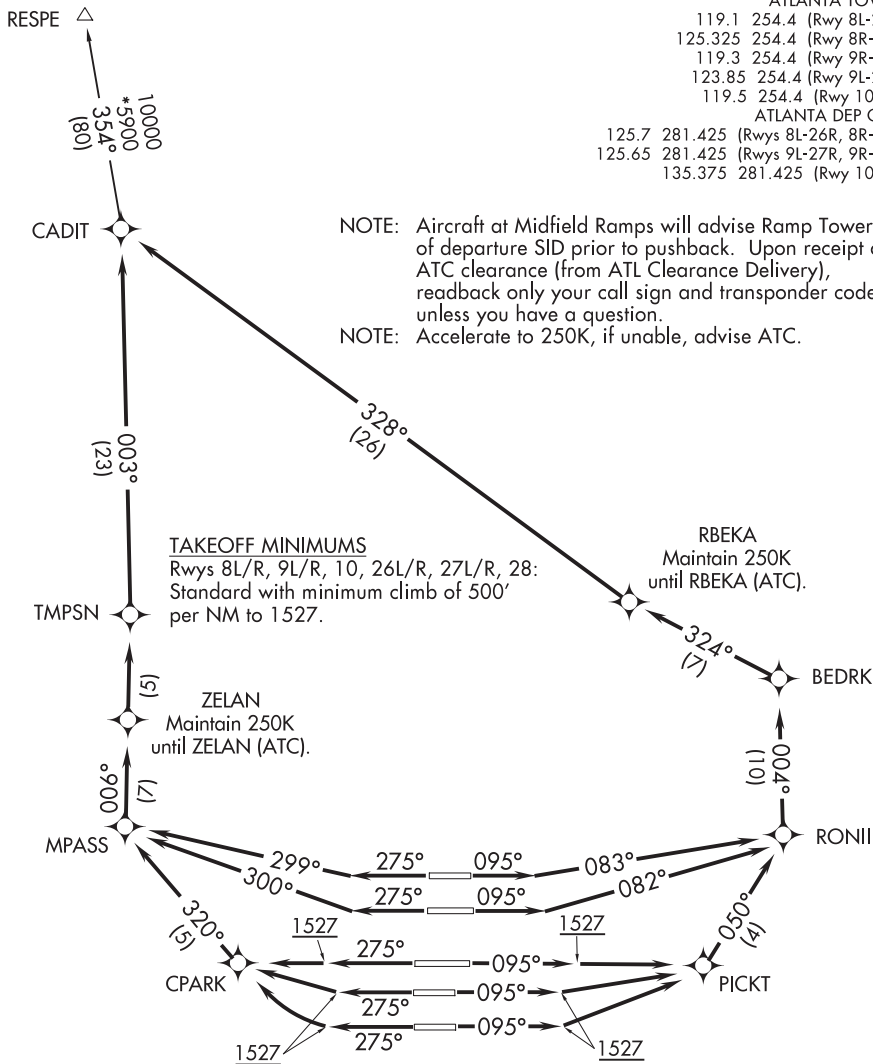 ATLANTA TOW
RESPE
119.1 254.4 (Rwy 8L-
125.325 254.4 (Rwy 8R-
119.3 254.4 (Rwy 9R-
123.85 254.4 (Rwy 9L-
119.5 254.4 (Rwy 10
ATLANTA DEP
125.7 281.425 (Rwys 8L-26R, 8R-
125.65 281.425 (Rwys 9L-27R, 9R-
135.375 281.425 (Rwy 10
10000
*5900
354°
(80)
CADIT
NOTE: Aircraft at Midfield Ramps will advise Ramp Tower
of departure SID prior to pushback. Upon receipt
ATC clearance (from ATL Clearance Delivery),
readback only your call sign and transponder code
unless you have a question.
NOTE: Accelerate to 250K, if unable, advise ATC.
328°
(26)
003°
(23)
TAKEOFF MINIMUMS
Rwys 8L/R, 9L/R, 10, 26L/R, 27L/R, 28:
Standard with minimum climb of 500'
per NM to 1527.
RBEKA
Maintain 250K
until RBEKA (ATC).
TMPSN
324°
(7)
BEDRK
(5)
ZELAN
Maintain 250K
until ZELAN (ATC).
004°
(10)
006°
(7)
MPASS
RONII
299° 275° 095° 083°
300° 275° 095° 082°
320°
(5)
050°
(4)
1527
1527
275° 095°
CPARK
PICKT
275° 095°
275° 095°
1527
1527